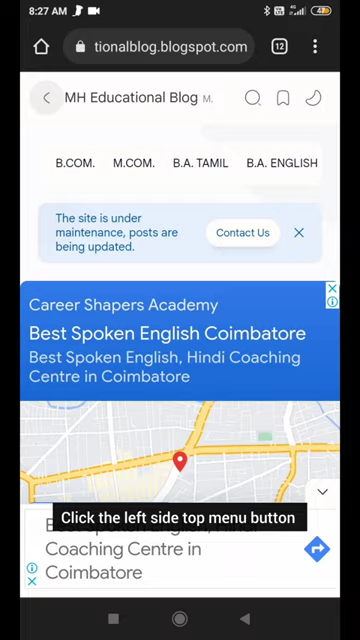 8:27 AM
4G
47
tionalblog.blogspot.com
12
MH Educational Blog M.
B.COM. M.COM. B.A. TAMIL B.A. ENGLISH
The site is under
maintenance, posts are
being updated.
Contact Us
Career Shapers Academy
Best Spoken English Coimbatore
Best Spoken English, Hindi Coaching
Centre in Coimbatore
Click the left side top menu button
Coaching Centre in
Coimbatore